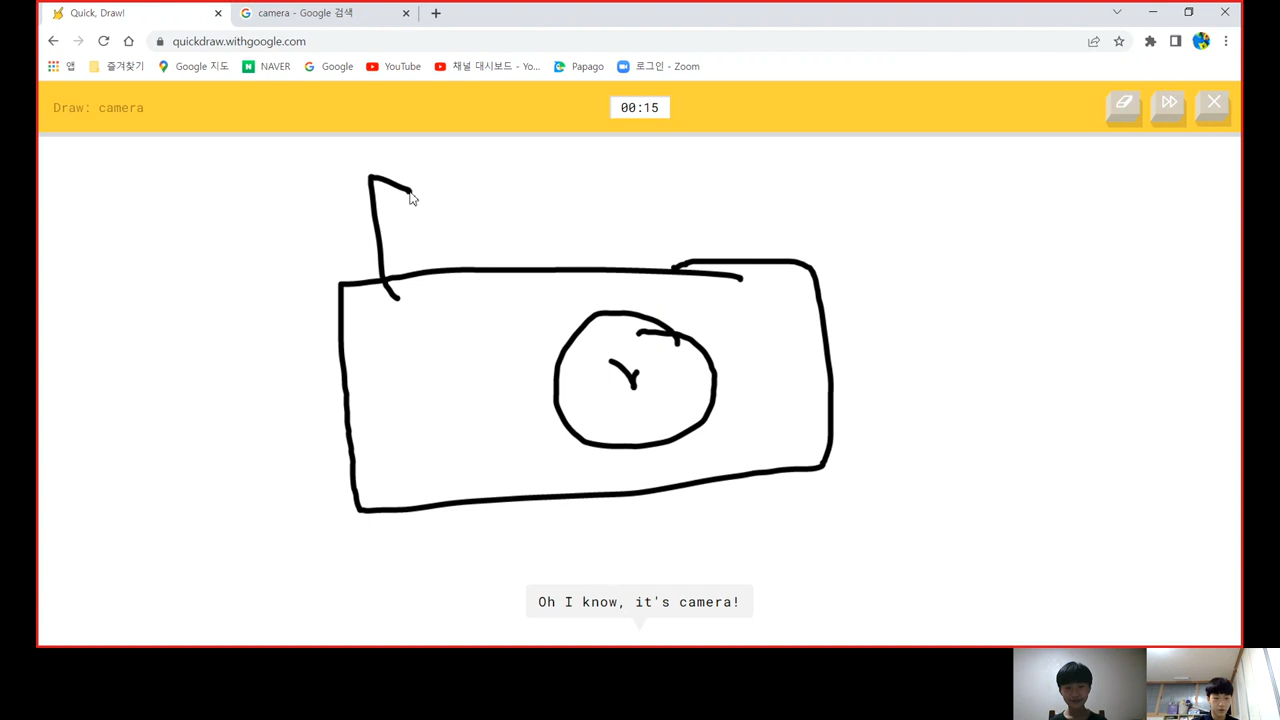 Quick, Draw!
camera - Google 검색
quickdraw.withgoogle.com
앱 즐겨찾기 Google 지도 NAVER Google YouTube 채널 대시보드 - Yo... Papago 로그인 - Zoom
Draw: camera
00:15
Oh I know, it's camera!